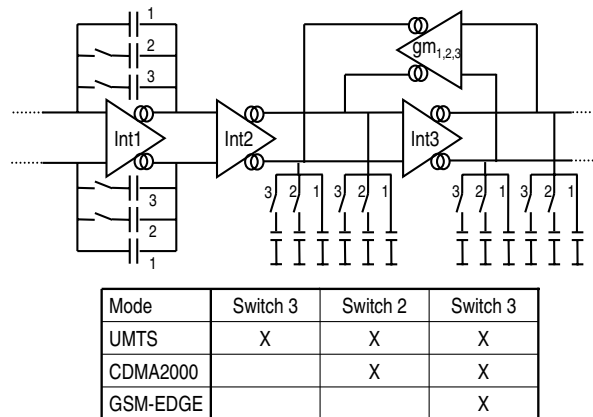 1
2
3
gm1,2,3
Int1
Int2
Int3
3
2
1
3 2 1
3 2 1
3 2 1
3 2 1
Mode Switch 3 Switch 2 Switch 3
UMTS X X X
CDMA2000 X X
GSM-EDGE X